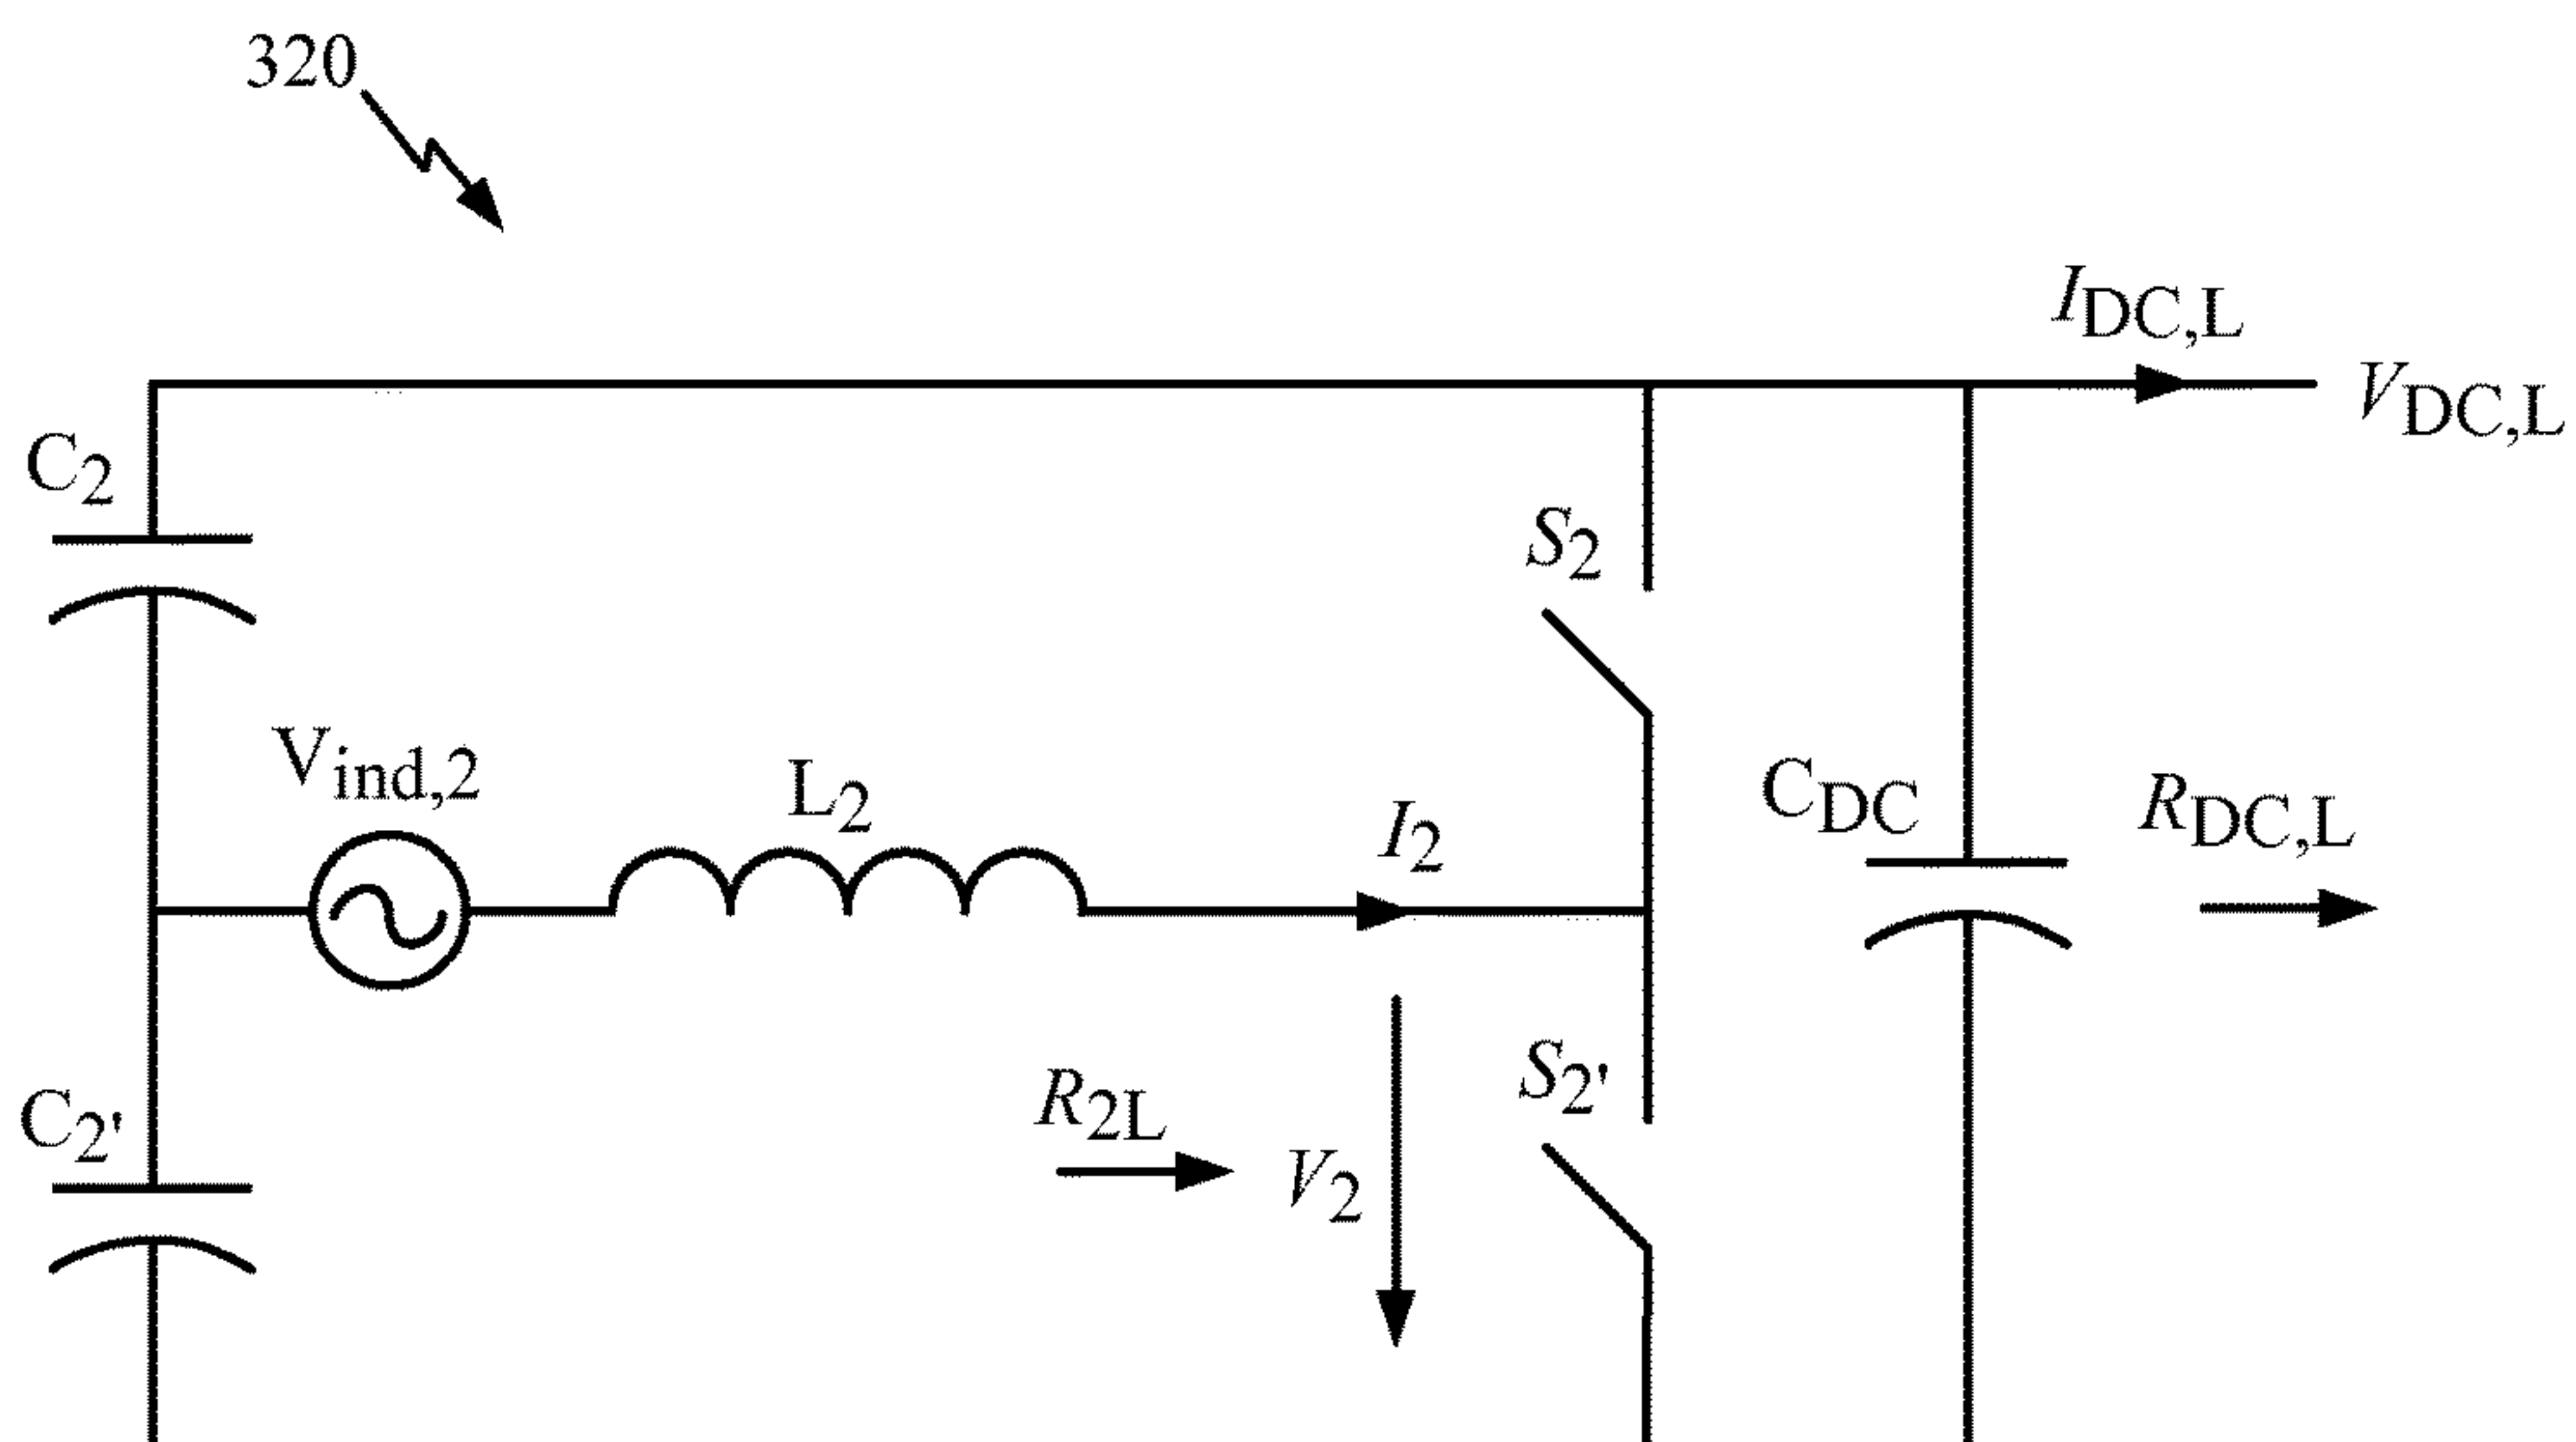 320
I_DC,L
V_DC,L
C_2
S_2
V_ind,2
L_2
I_2
C_DC
R_DC,L
C_2'
R_2L
V_2
S_2'